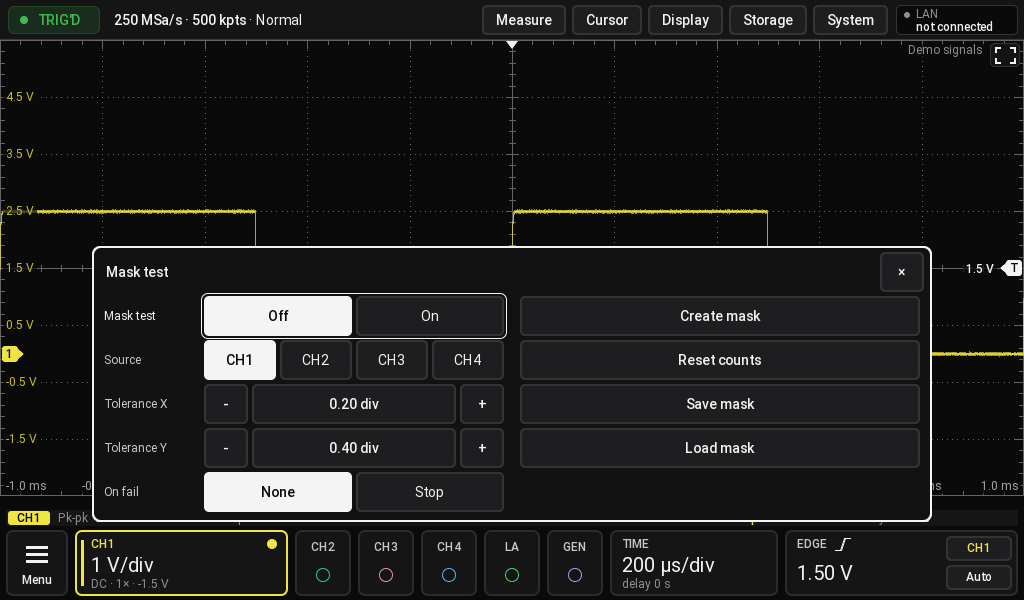 TRIG'D
250 MSa/s · 500 kpts · Normal
Measure
Cursor
Display
Storage
System
LAN
not connected
Demo signals
4.5 V
3.5 V
2.5 V
1.5 V
0.5 V
-0.5 V
-1.5 V
1
1.5 V
T
-1.0 ms
1.0 ms
Mask test
×
Mask test
Off
On
Create mask
Source
CH1
CH2
CH3
CH4
Reset counts
Tolerance X
-
0.20 div
+
Save mask
Tolerance Y
-
0.40 div
+
Load mask
On fail
None
Stop
CH1
Pk-pk
Menu
CH1
1 V/div
DC · 1× · -1.5 V
CH2
CH3
CH4
LA
GEN
TIME
200 µs/div
delay 0 s
EDGE
1.50 V
CH1
Auto